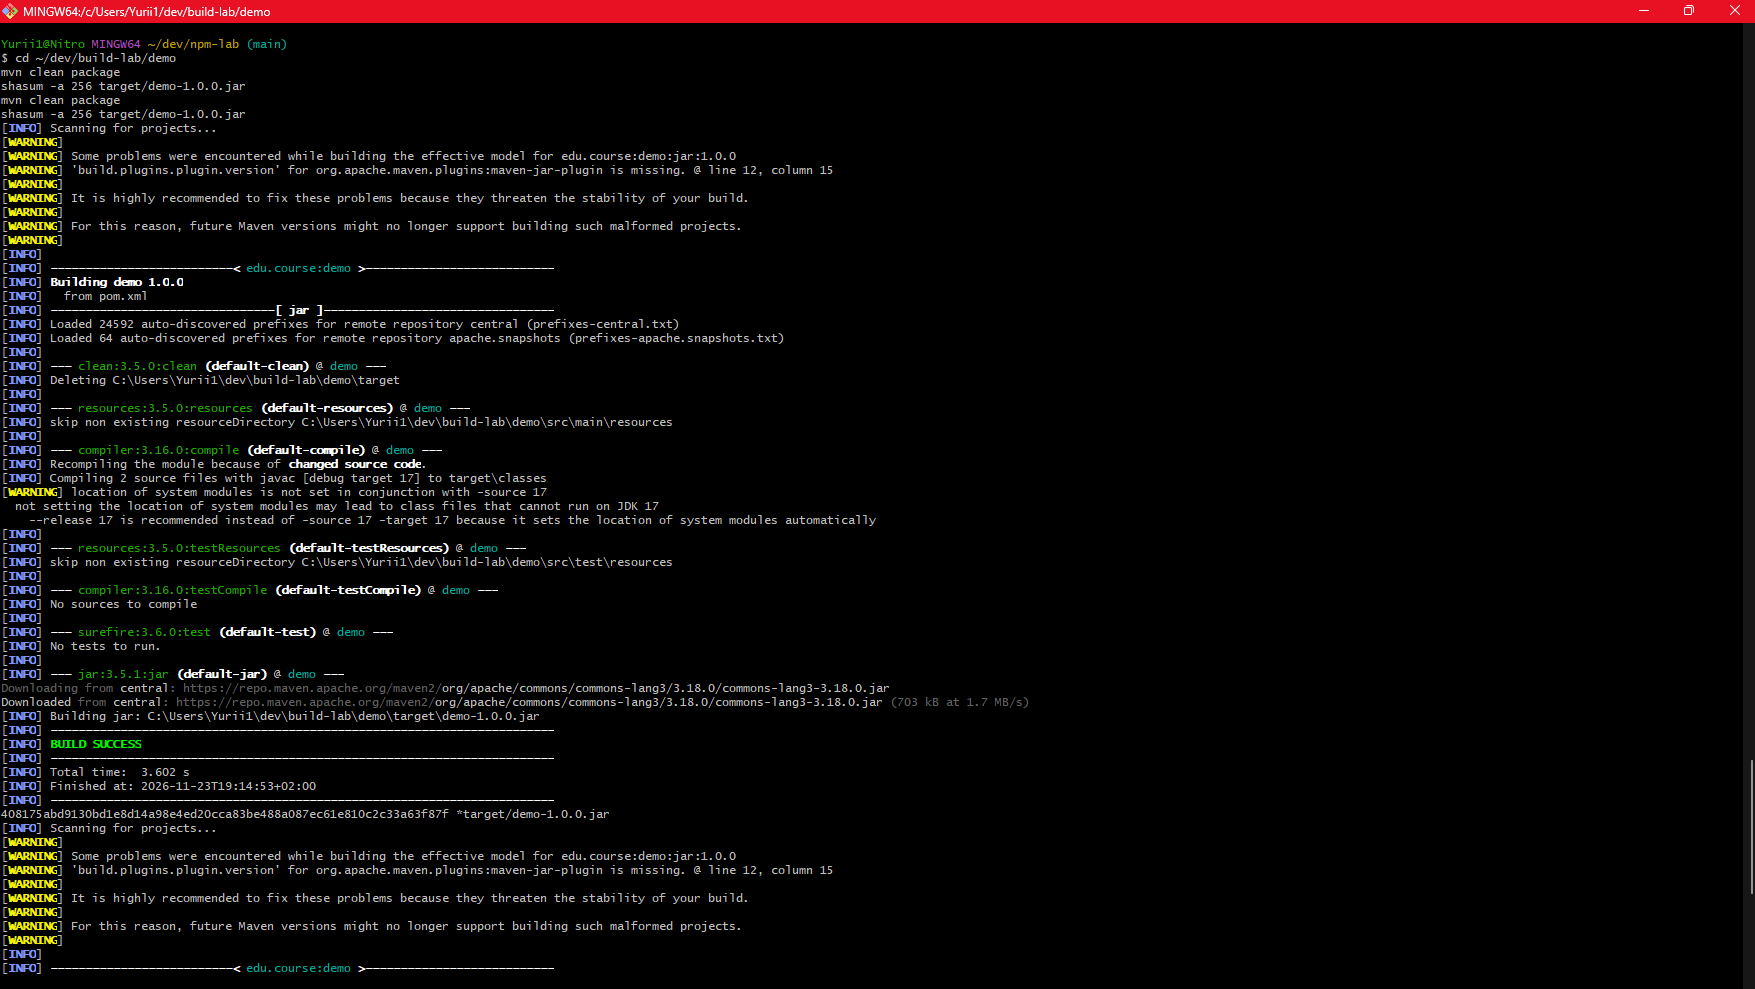 MINGW64:/c/Users/Yurii1/dev/build-lab/demo
Yurii1@Nitro MINGW64 ~/dev/npm-lab (main)
$ cd ~/dev/build-lab/demo
mvn clean package
shasum -a 256 target/demo-1.0.0.jar
mvn clean package
shasum -a 256 target/demo-1.0.0.jar
[INFO] Scanning for projects...
[WARNING]
[WARNING] Some problems were encountered while building the effective model for edu.course:demo:jar:1.0.0
[WARNING] 'build.plugins.plugin.version' for org.apache.maven.plugins:maven-jar-plugin is missing. @ line 12, column 15
[WARNING]
[WARNING] It is highly recommended to fix these problems because they threaten the stability of your build.
[WARNING]
[WARNING] For this reason, future Maven versions might no longer support building such malformed projects.
[WARNING]
[INFO]
[INFO] --------------------------< edu.course:demo >---------------------------
[INFO] Building demo 1.0.0
[INFO]   from pom.xml
[INFO] --------------------------------[ jar ]---------------------------------
[INFO] Loaded 24592 auto-discovered prefixes for remote repository central (prefixes-central.txt)
[INFO] Loaded 64 auto-discovered prefixes for remote repository apache.snapshots (prefixes-apache.snapshots.txt)
[INFO]
[INFO] --- clean:3.5.0:clean (default-clean) @ demo ---
[INFO] Deleting C:\Users\Yurii1\dev\build-lab\demo\target
[INFO]
[INFO] --- resources:3.5.0:resources (default-resources) @ demo ---
[INFO] skip non existing resourceDirectory C:\Users\Yurii1\dev\build-lab\demo\src\main\resources
[INFO]
[INFO] --- compiler:3.16.0:compile (default-compile) @ demo ---
[INFO] Recompiling the module because of changed source code.
[INFO] Compiling 2 source files with javac [debug target 17] to target\classes
[WARNING] location of system modules is not set in conjunction with -source 17
  not setting the location of system modules may lead to class files that cannot run on JDK 17
    --release 17 is recommended instead of -source 17 -target 17 because it sets the location of system modules automatically
[INFO]
[INFO] --- resources:3.5.0:testResources (default-testResources) @ demo ---
[INFO] skip non existing resourceDirectory C:\Users\Yurii1\dev\build-lab\demo\src\test\resources
[INFO]
[INFO] --- compiler:3.16.0:testCompile (default-testCompile) @ demo ---
[INFO] No sources to compile
[INFO]
[INFO] --- surefire:3.6.0:test (default-test) @ demo ---
[INFO] No tests to run.
[INFO]
[INFO] --- jar:3.5.1:jar (default-jar) @ demo ---
Downloading from central: https://repo.maven.apache.org/maven2/org/apache/commons/commons-lang3/3.18.0/commons-lang3-3.18.0.jar
Downloaded from central: https://repo.maven.apache.org/maven2/org/apache/commons/commons-lang3/3.18.0/commons-lang3-3.18.0.jar (703 kB at 1.7 MB/s)
[INFO] Building jar: C:\Users\Yurii1\dev\build-lab\demo\target\demo-1.0.0.jar
[INFO] ------------------------------------------------------------------------
[INFO] BUILD SUCCESS
[INFO] ------------------------------------------------------------------------
[INFO] Total time:  3.602 s
[INFO] Finished at: 2026-11-23T19:14:53+02:00
[INFO] ------------------------------------------------------------------------
408175abd9130bd1e8d14a98e4ed20cca83be488a087ec61e810c2c33a63f87f *target/demo-1.0.0.jar
[INFO] Scanning for projects...
[WARNING]
[WARNING] Some problems were encountered while building the effective model for edu.course:demo:jar:1.0.0
[WARNING] 'build.plugins.plugin.version' for org.apache.maven.plugins:maven-jar-plugin is missing. @ line 12, column 15
[WARNING]
[WARNING] It is highly recommended to fix these problems because they threaten the stability of your build.
[WARNING]
[WARNING] For this reason, future Maven versions might no longer support building such malformed projects.
[WARNING]
[INFO]
[INFO] --------------------------< edu.course:demo >---------------------------